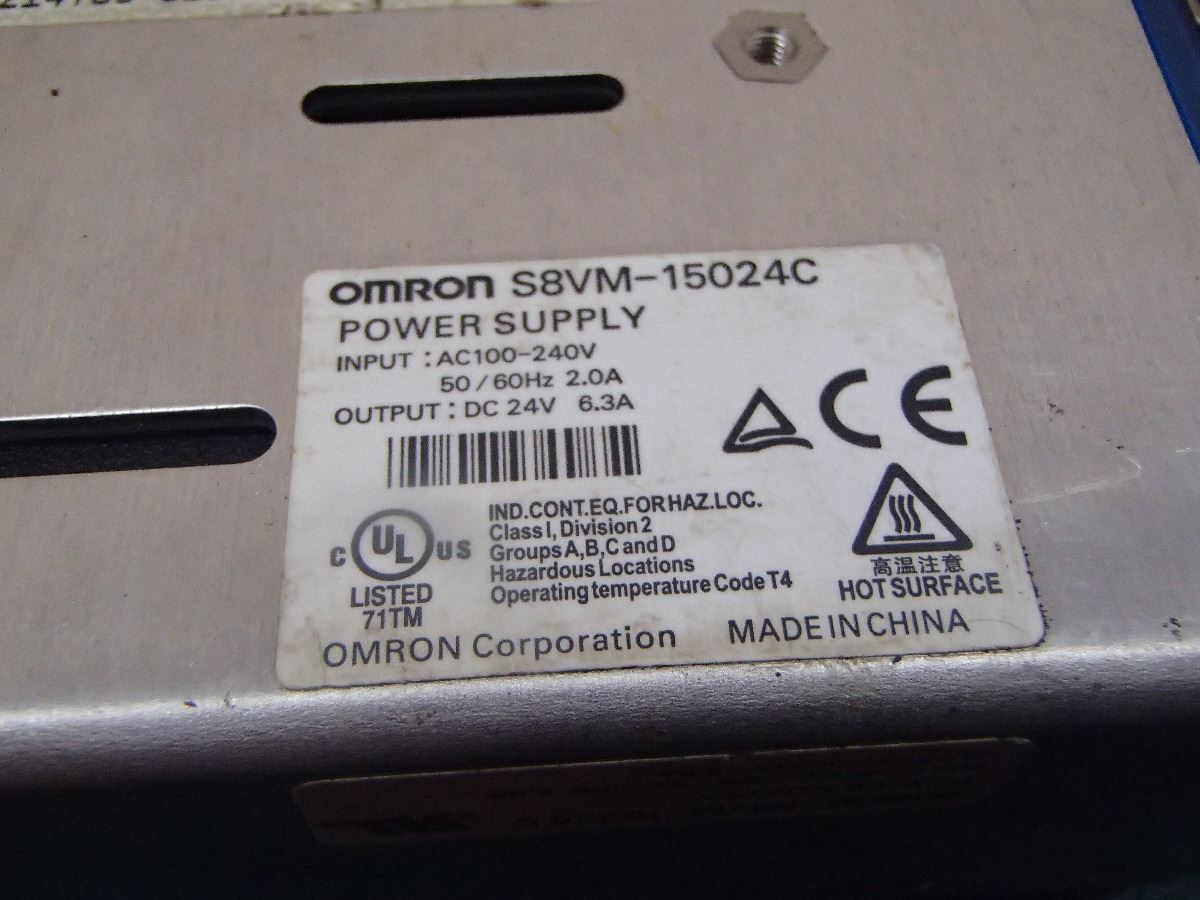 OMRON S8VM-15024C
POWER SUPPLY
INPUT : AC100-240V
50/60Hz 2.0A
OUTPUT : DC 24V 6.3A
CE
IND.CONT.EQ.FOR HAZ.LOC.
Class I, Division 2
Groups A, B, C and D
Hazardous Locations
Operating temperature Code T4
C UL US
LISTED
71TM
高温注意
HOT SURFACE
OMRON Corporation MADE IN CHINA